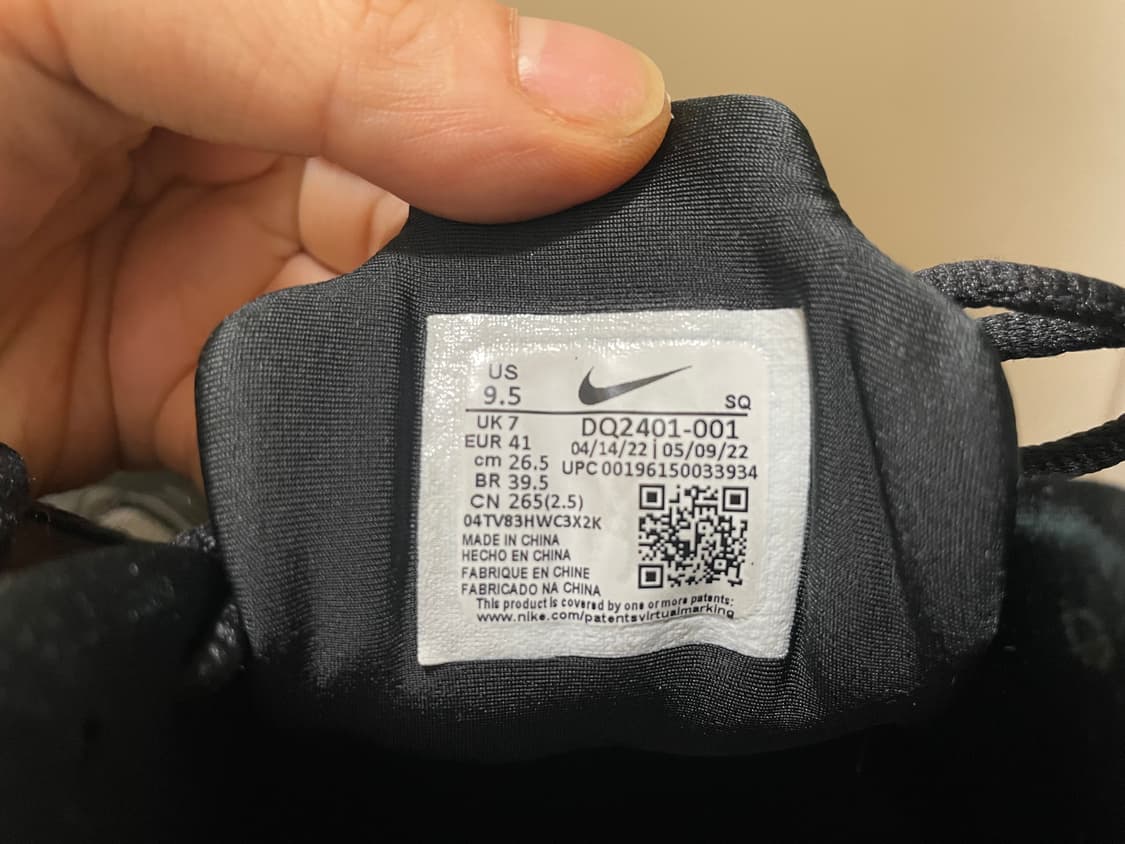 US
9.5
SQ
UK 7
EUR 41
cm 26.5
BR 39.5
CN 265(2.5)
DQ2401-001
04/14/22 | 05/09/22
UPC 00196150033934
04TV83HWC3X2K
MADE IN CHINA
HECHO EN CHINA
FABRIQUE EN CHINE
FABRICADO NA CHINA
This product is covered by one or more patents:
www.nike.com/patentsvirtualmarking